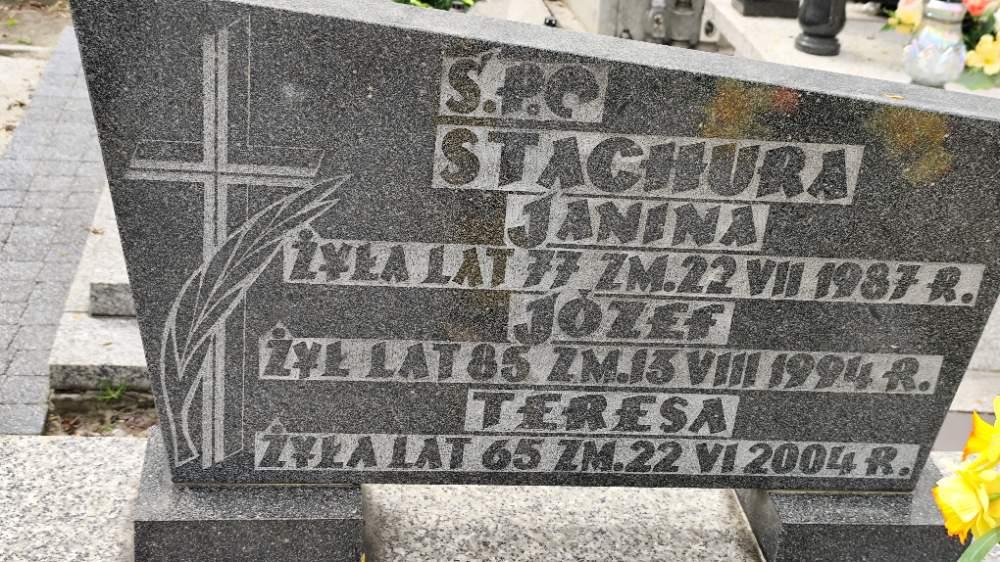 Ś.P.
STACHURA
JANINA
ŻYŁA LAT 77 ZM. 22 VII 1987 R.
JÓZEF
ŻYŁ LAT 85 ZM. 13 VIII 1994 R.
TERESA
ŻYŁA LAT 65 ZM. 22 VI 2004 R.